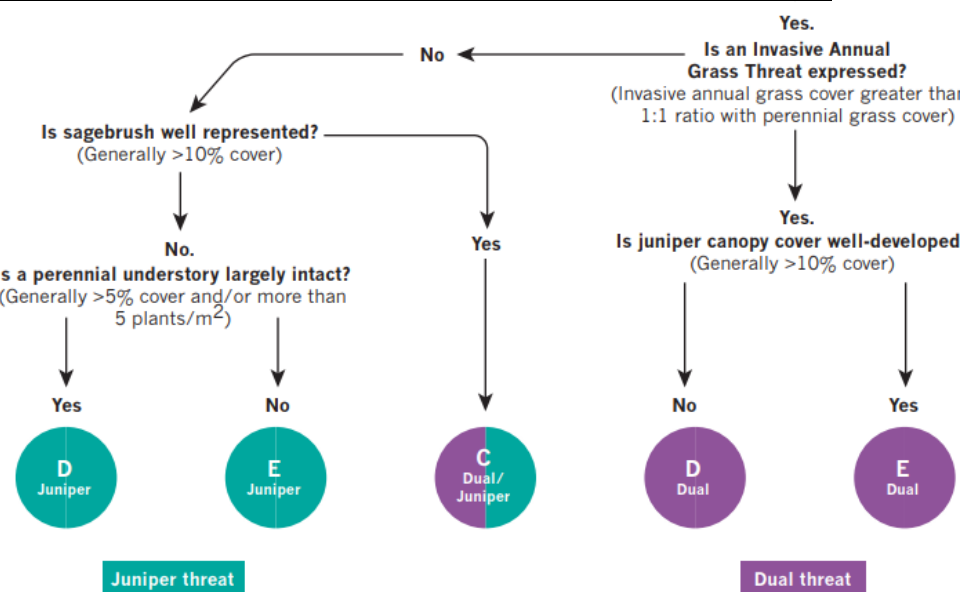 Yes.
Is an Invasive Annual
Grass Threat expressed?
(Invasive annual grass cover greater than
1:1 ratio with perennial grass cover)
No
Is sagebrush well represented?
(Generally >10% cover)
Yes
No.
s a perennial understory largely intact?
(Generally >5% cover and/or more than
5 plants/m2)
Yes.
Is juniper canopy cover well-developed
(Generally >10% cover)
Yes
No
No
Yes
D
Juniper
E
Juniper
C
Dual/
Juniper
D
Dual
E
Dual
Juniper threat
Dual threat